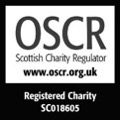 OSCR
Scottish Charity Regulator
www.oscr.org.uk
Registered Charity
SC018605